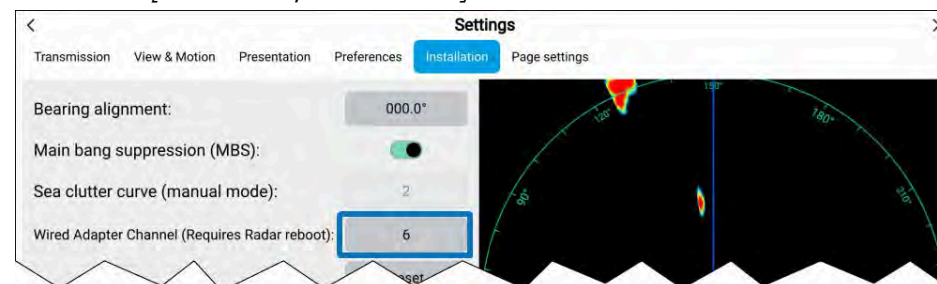 Settings
Transmission View & Motion Presentation Preferences Installation Page settings
Bearing alignment: 000.0°
Main bang suppression (MBS):
Sea clutter curve (manual mode): 2
Wired Adapter Channel (Requires Radar reboot): 6
90°
120°
150°
180°
210°